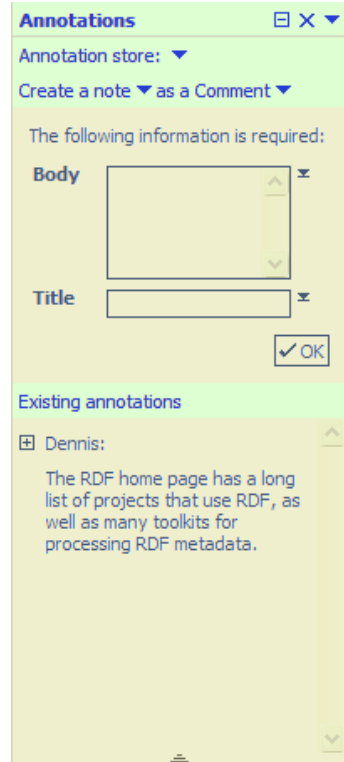 Annotations
Annotation store:
Create a note as a Comment
The following information is required:
Body
Title
OK
Existing annotations
Dennis:
The RDF home page has a long
list of projects that use RDF, as
well as many toolkits for
processing RDF metadata.